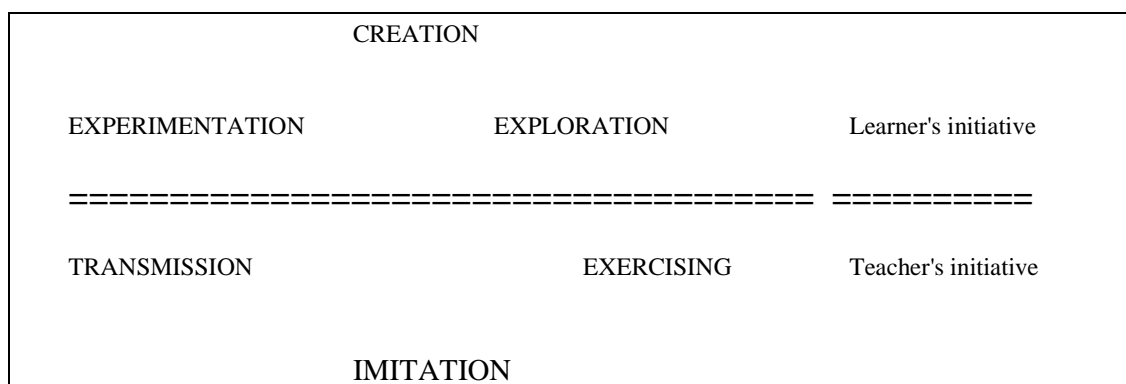 CREATION
EXPERIMENTATION EXPLORATION Learner's initiative
===================================== ==========
TRANSMISSION EXERCISING Teacher's initiative
IMITATION